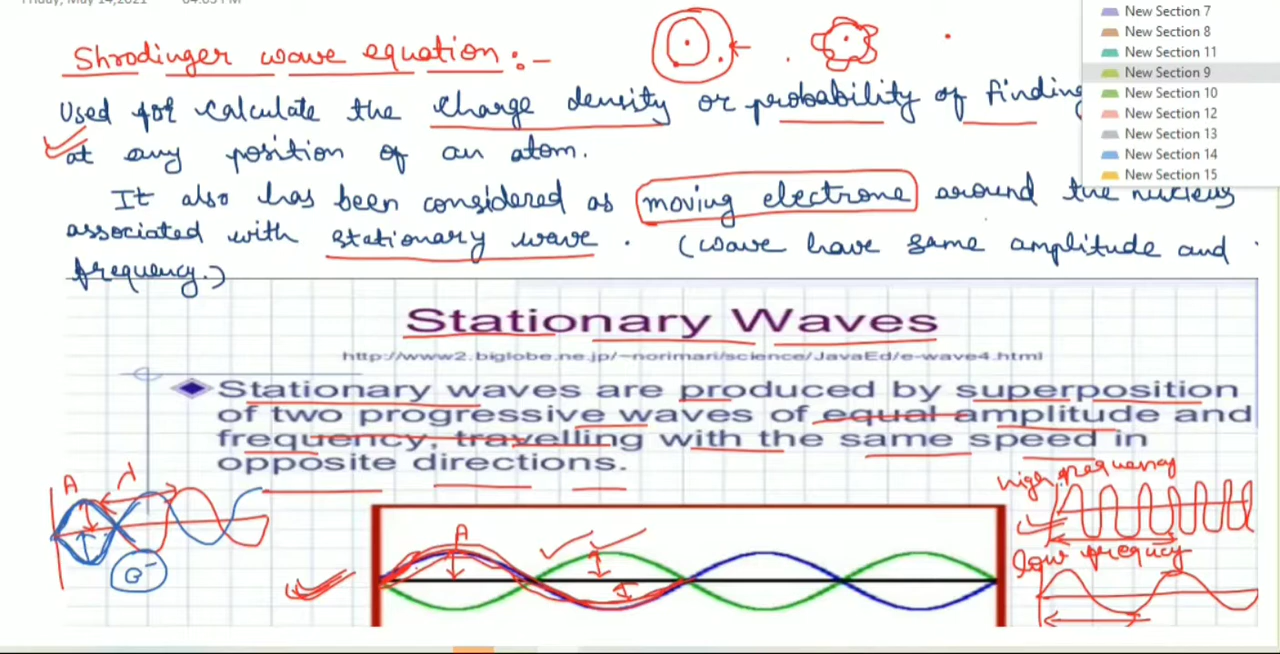 Friday, May 14, 2021 04:03 PM
New Section 7
New Section 8
New Section 11
New Section 9
New Section 10
New Section 12
New Section 13
New Section 14
New Section 15
Shrodinger wave equation :-
Used for calculate the charge density or probability of finding
at any position of an atom.
It also has been considered as moving electrone around the nucleus
associated with stationary wave. (wave have same amplitude and
frequency.)
Stationary Waves
http://www2.biglobe.ne.jp/~norimari/science/JavaEd/e-wave4.html
Stationary waves are produced by superposition
of two progressive waves of equal amplitude and
frequency, travelling with the same speed in
opposite directions.
A λ
high frequency
A
low frequency